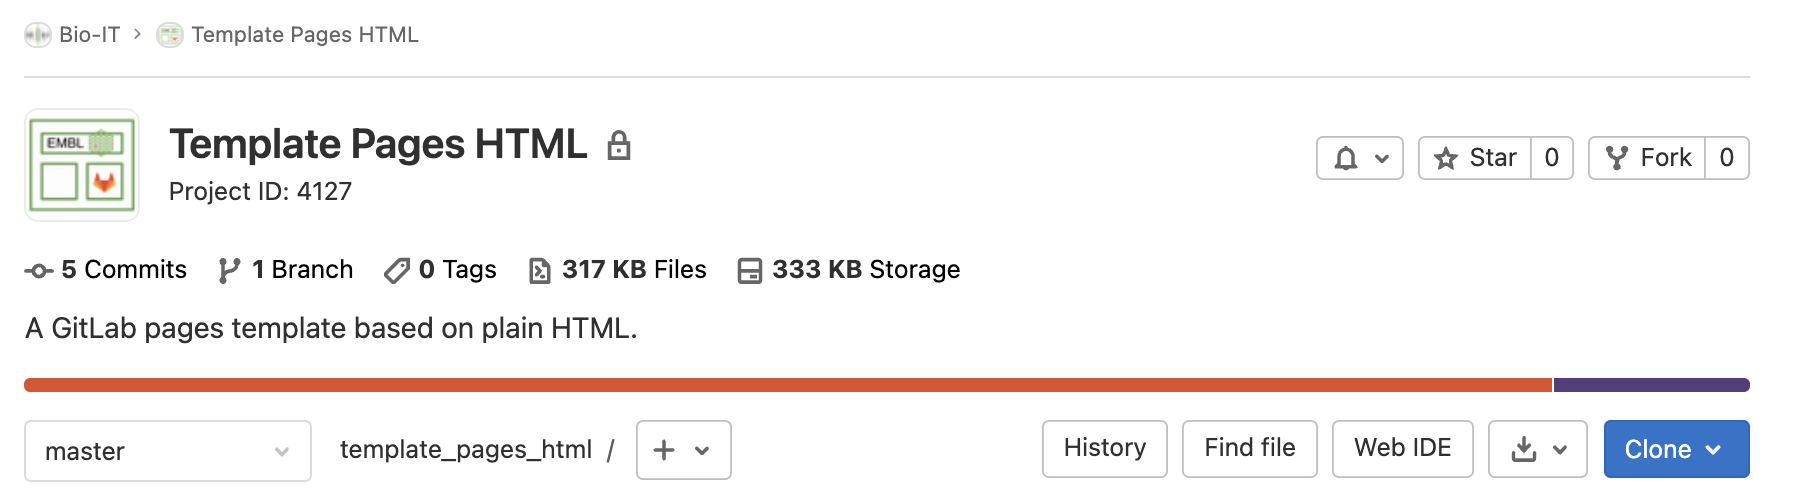 Bio-IT > Template Pages HTML
EMBL
Template Pages HTML
Project ID: 4127
Star 0 Fork 0
5 Commits 1 Branch 0 Tags 317 KB Files 333 KB Storage
A GitLab pages template based on plain HTML.
master template_pages_html / + History Find file Web IDE Clone